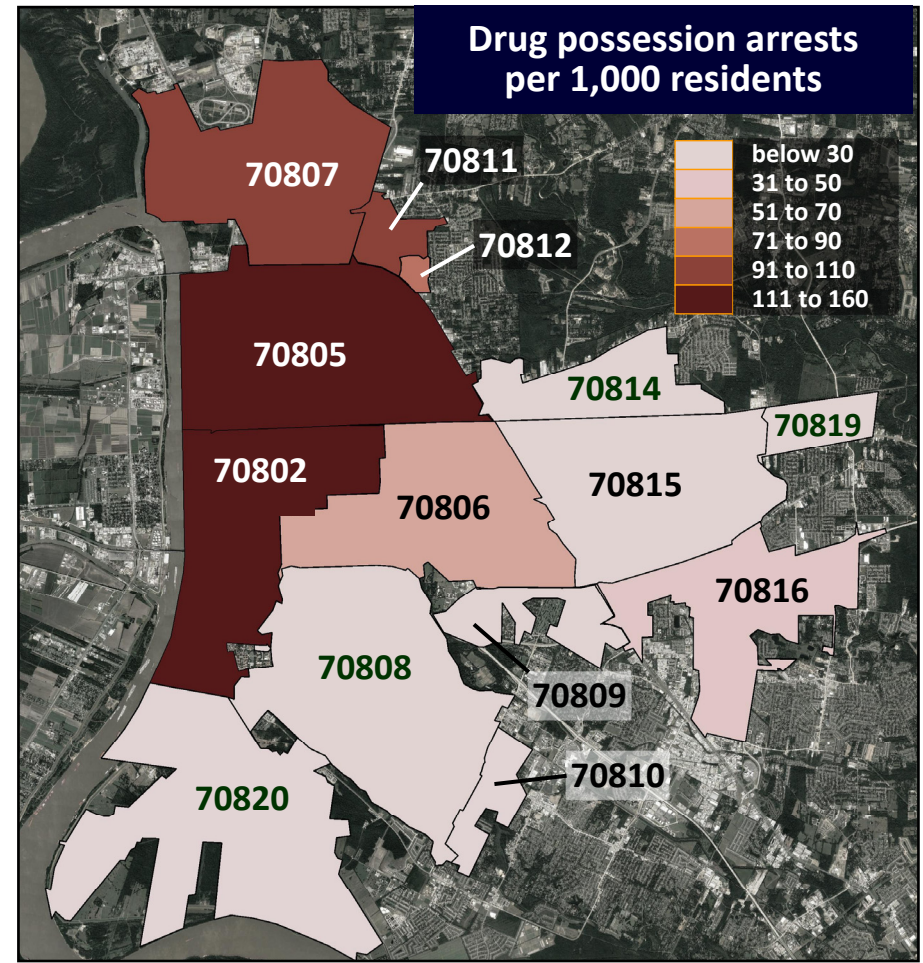 Drug possession arrests
per 1,000 residents
below 30
31 to 50
51 to 70
71 to 90
91 to 110
111 to 160
70807
70811
70812
70805
70814
70819
70802
70806
70815
70816
70808
70809
70810
70820